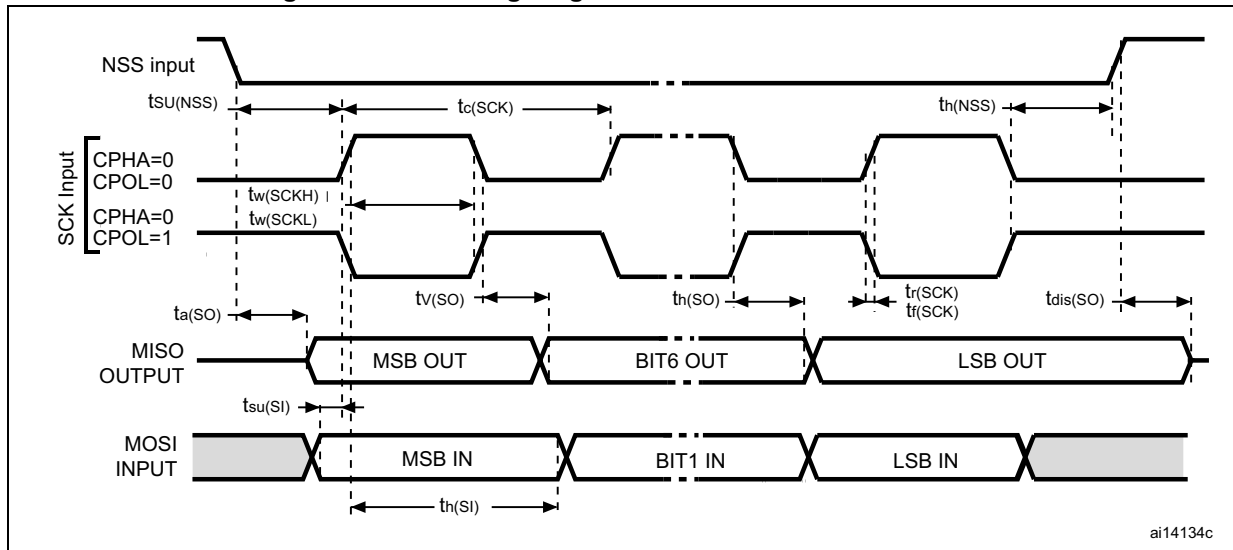 NSS input
tSU(NSS)
tc(SCK)
th(NSS)
SCK Input
CPHA=0
CPOL=0
tw(SCKH)
CPHA=0
tw(SCKL)
CPOL=1
tV(SO)
th(SO)
tr(SCK)
tf(SCK)
tdis(SO)
ta(SO)
MISO
OUTPUT
MSB OUT
BIT6 OUT
LSB OUT
tsu(SI)
MOSI
INPUT
MSB IN
BIT1 IN
LSB IN
th(SI)
ai14134c